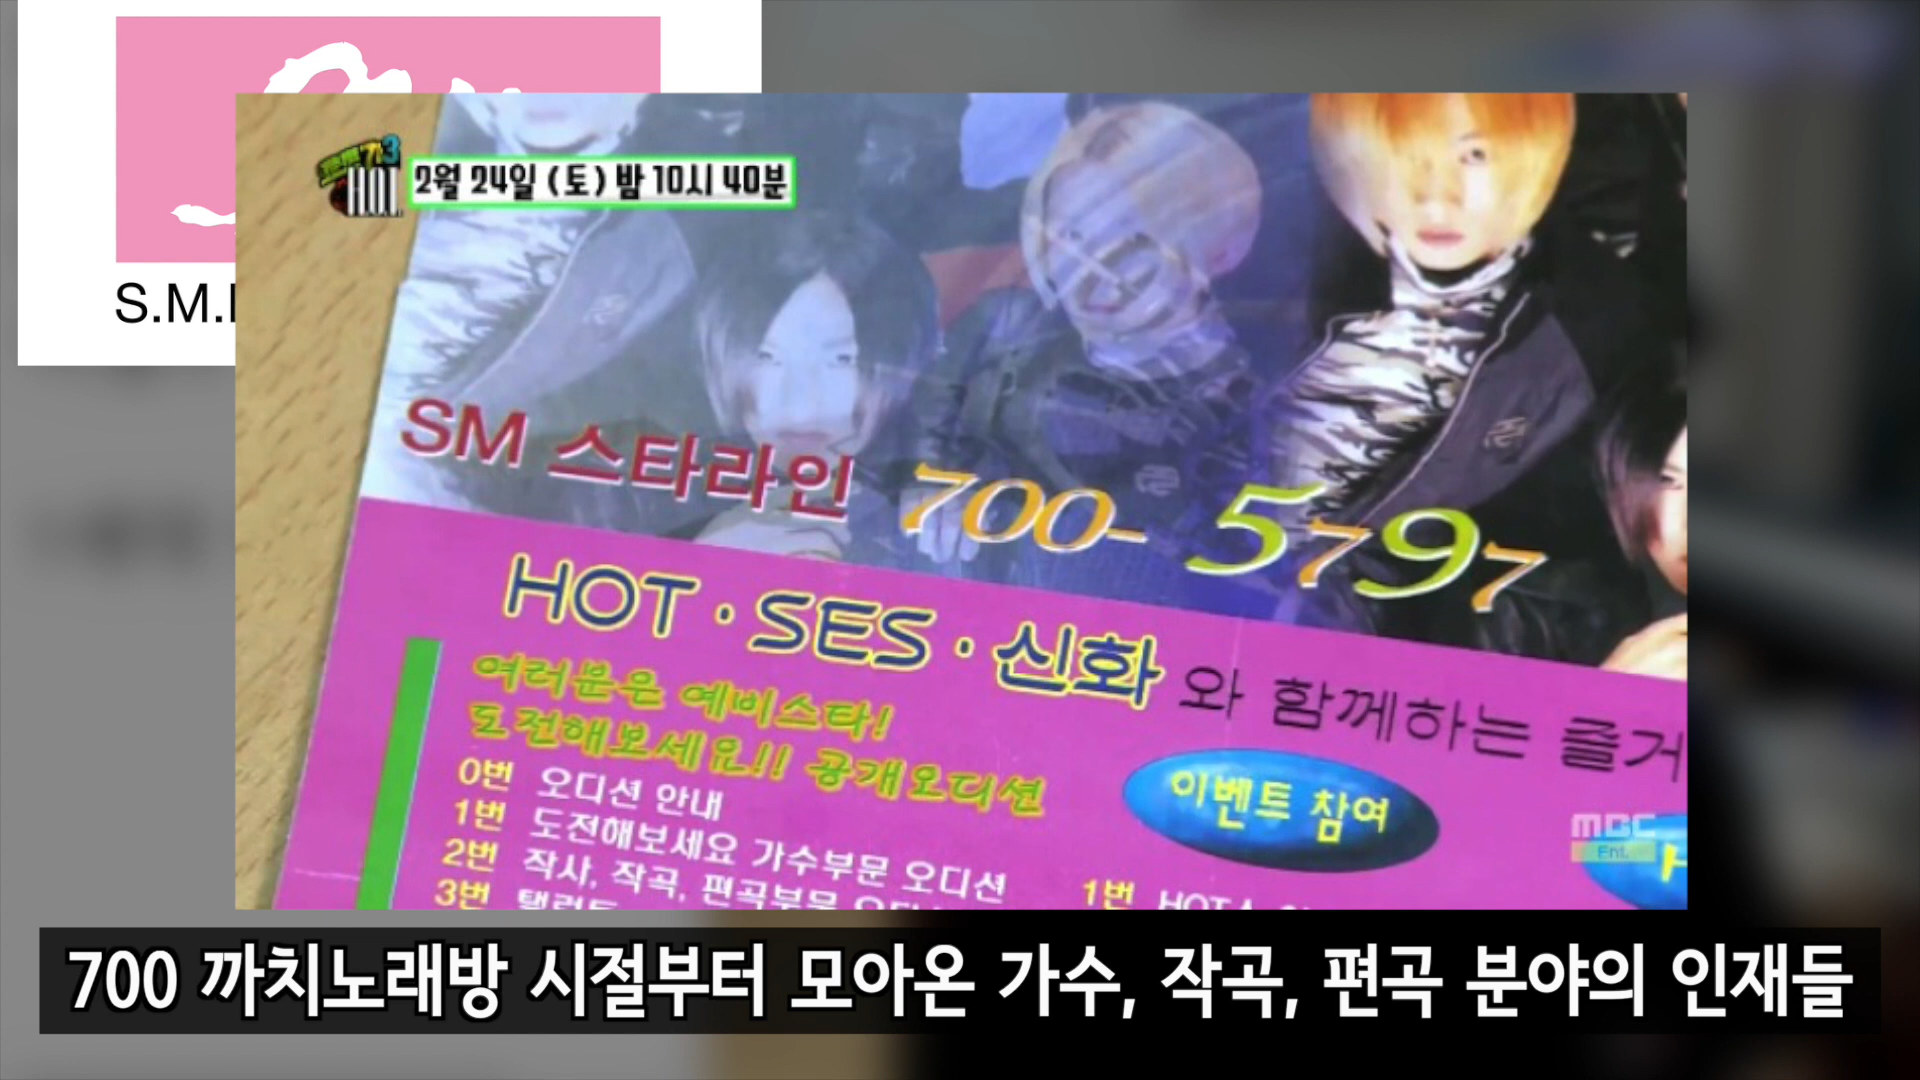 S.M.
H.O.T.
2월 24일 (토) 밤 10시 40분
SM 스타라인 700-5797
HOT·SES·신화와 함께하는 즐거
여러분은 예비스타!
도전해보세요!! 공개오디션
0번 오디션 안내
1번 도전해보세요 가수부문 오디션
2번 작사, 작곡, 편곡부문
3번
이벤트 참여
1번
MBC
Ent.
700 까치노래방 시절부터 모아온 가수, 작곡, 편곡 분야의 인재들